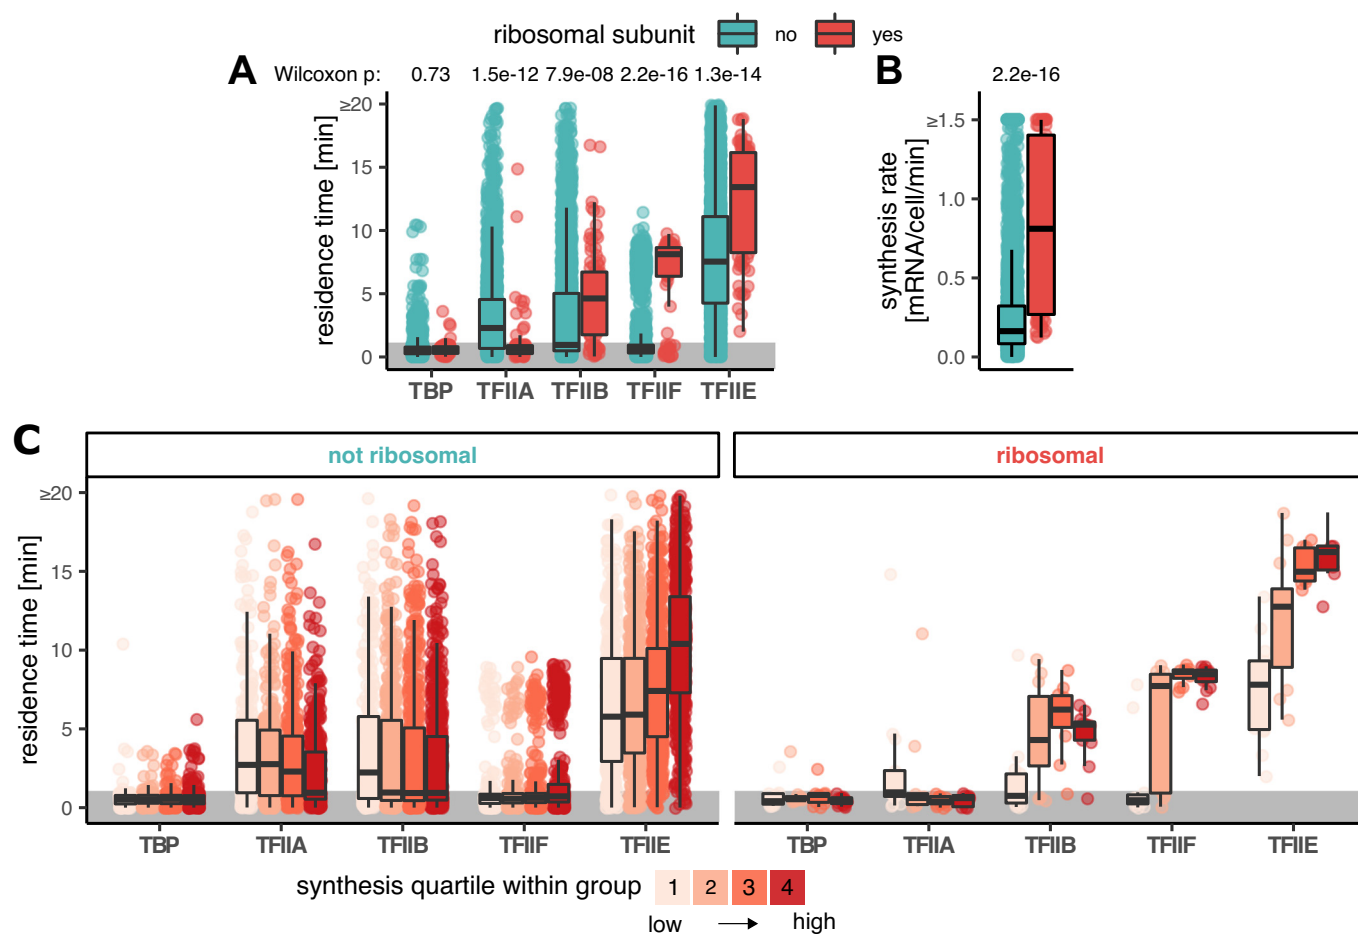 ribosomal subunit no yes
A
Wilcoxon p: 0.73 1.5e-12 7.9e-08 2.2e-16 1.3e-14
residence time [min]
≥20
15
10
5
0
TBP TFIIA TFIIB TFIIF TFIIE
B
2.2e-16
synthesis rate
[mRNA/cell/min]
≥1.5
1.0
0.5
0.0
C
not ribosomal ribosomal
residence time [min]
≥20
15
10
5
0
TBP TFIIA TFIIB TFIIF TFIIE TBP TFIIA TFIIB TFIIF TFIIE
synthesis quartile within group 1 2 3 4
low → high